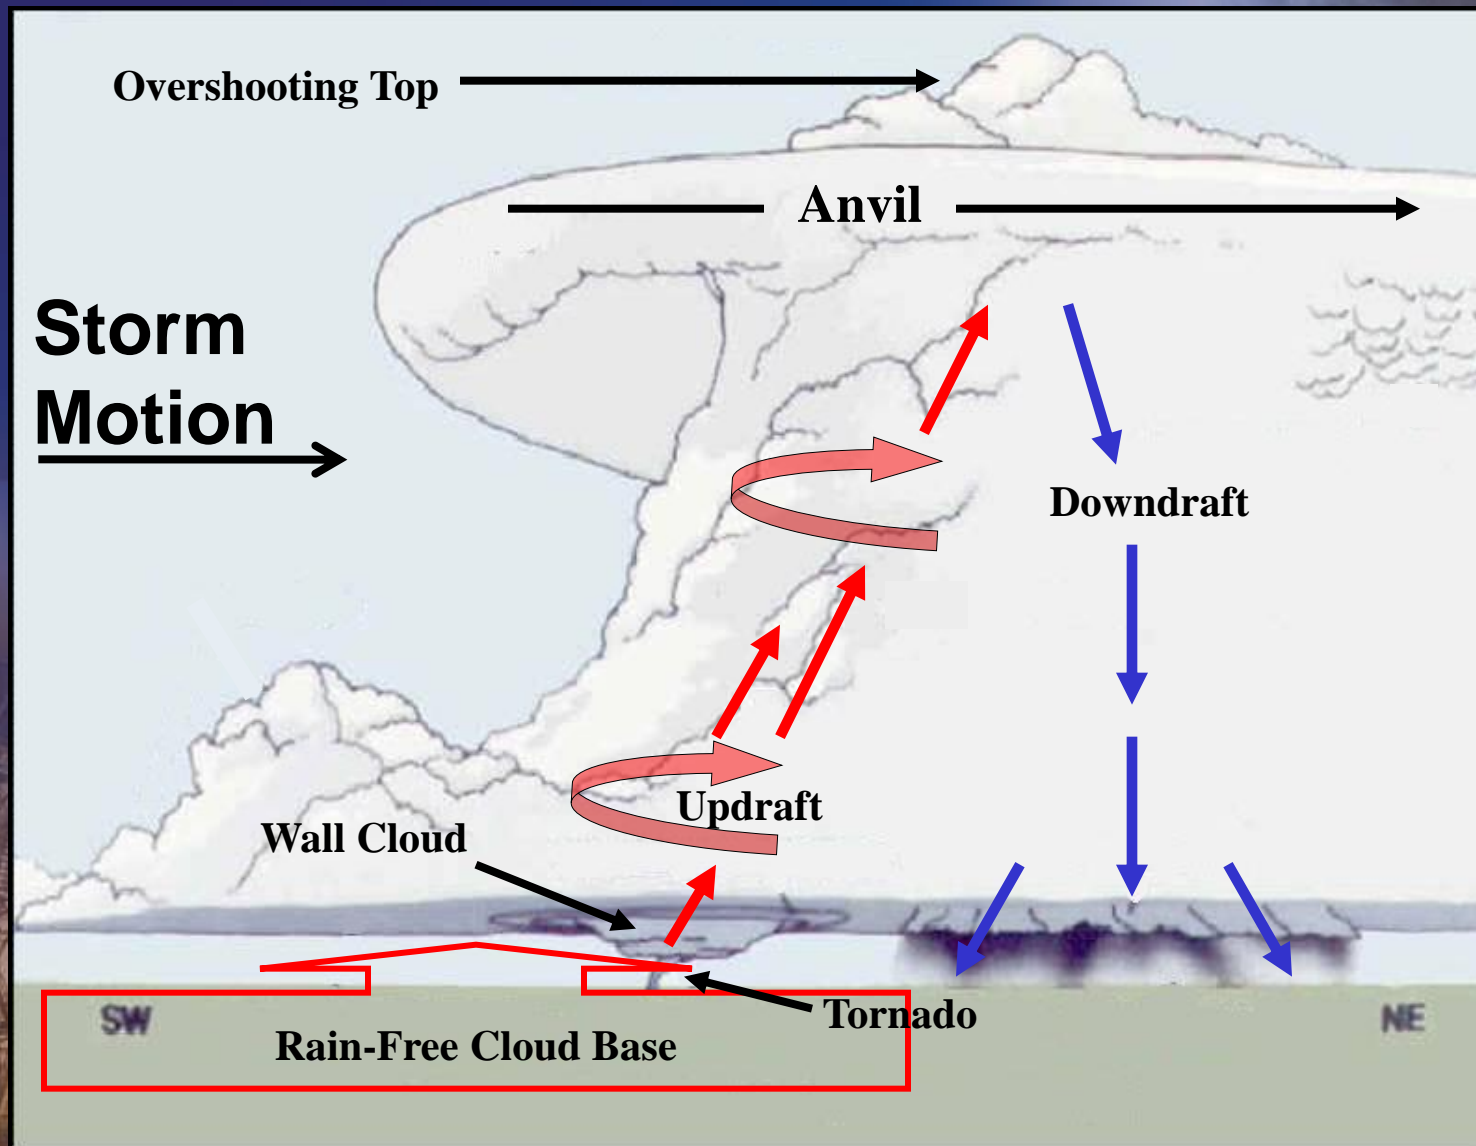 Overshooting Top
Anvil
Storm
Motion
Downdraft
Updraft
Wall Cloud
Tornado
SW
Rain-Free Cloud Base
NE